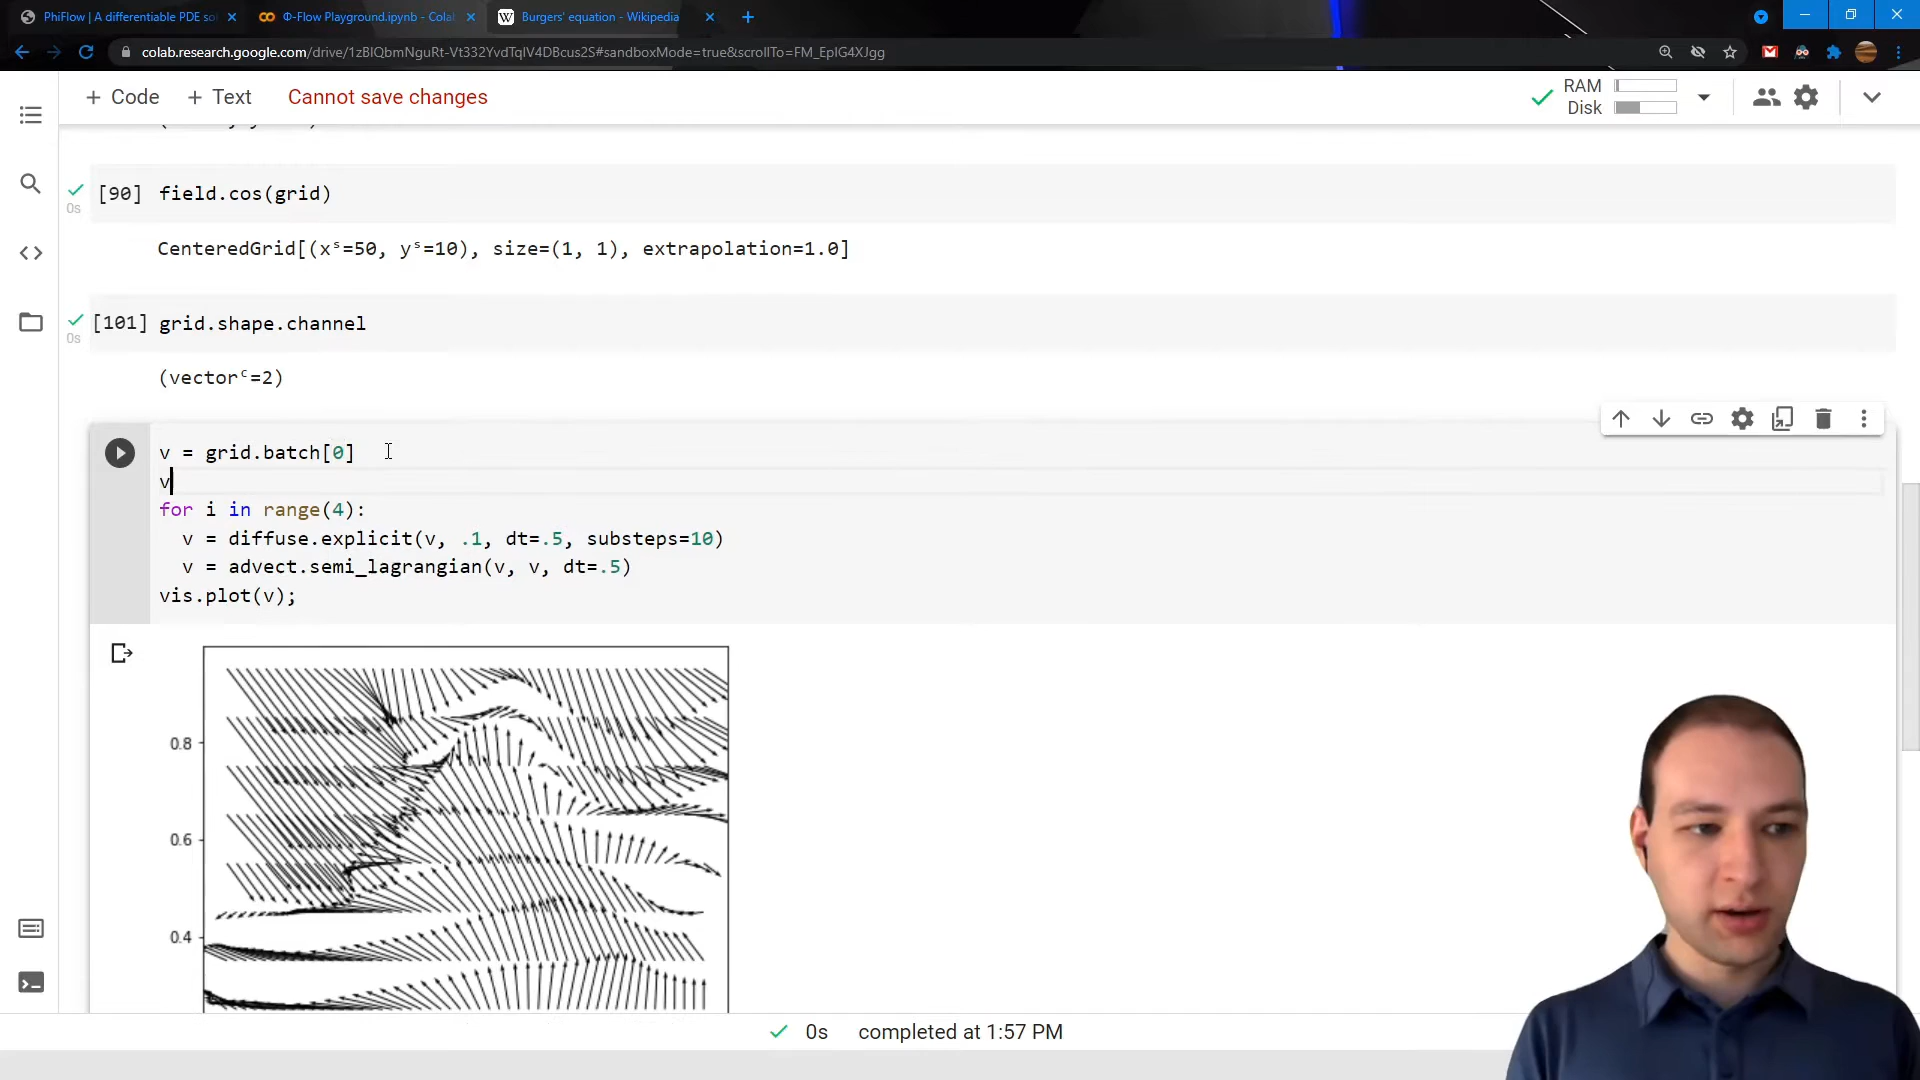 PhiFlow | A differentiable PDE so
Φ-Flow Playground.ipynb - Cola
Burgers' equation - Wikipedia
colab.research.google.com/drive/1zBlQbmNguRt-Vt332YvdTqlV4DBcus2S#sandboxMode=true&scrollTo=FM_EplG4XJgg
+ Code + Text Cannot save changes
RAM
Disk
[90] field.cos(grid)
0s
CenteredGrid[(xˢ=50, yˢ=10), size=(1, 1), extrapolation=1.0]
[101] grid.shape.channel
0s
(vectorᶜ=2)
v = grid.batch[0]
v
for i in range(4):
v = diffuse.explicit(v, .1, dt=.5, substeps=10)
v = advect.semi_lagrangian(v, v, dt=.5)
vis.plot(v);
0.8
0.6
0.4
0s completed at 1:57 PM